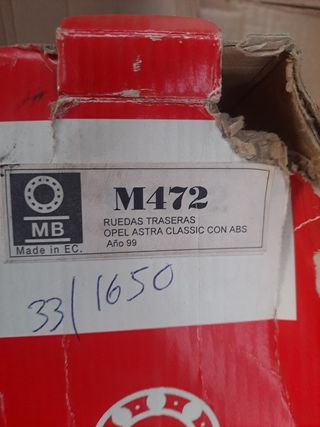 M472
RUEDAS TRASERAS
OPEL ASTRA CLASSIC CON ABS
Año 99
MB
Made in EC.
33/1650